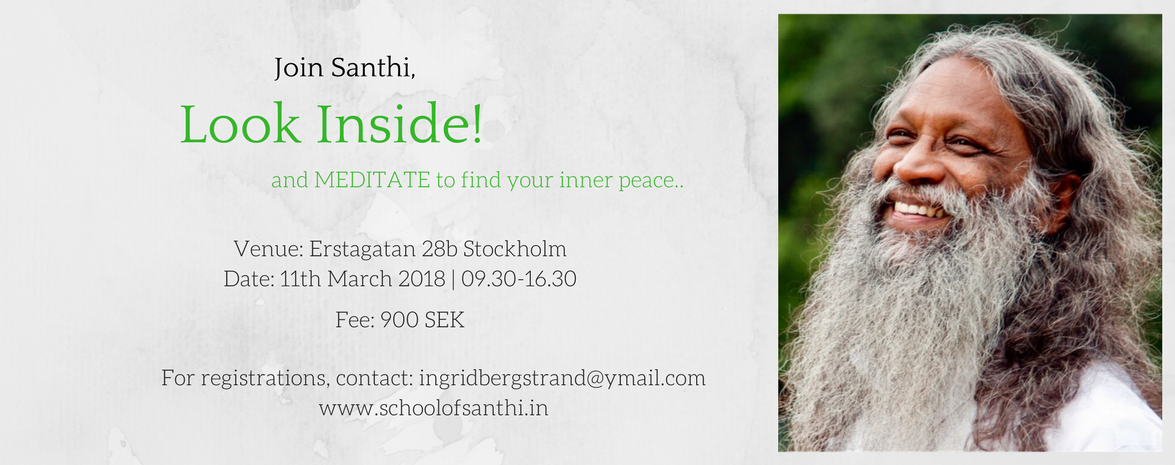 Join Santhi,
Look Inside!
and MEDITATE to find your inner peace..
Venue: Erstagatan 28b Stockholm
Date: 11th March 2018 | 09.30-16.30
Fee: 900 SEK
For registrations, contact: ingridbergstrand@ymail.com
www.schoolofsanthi.in